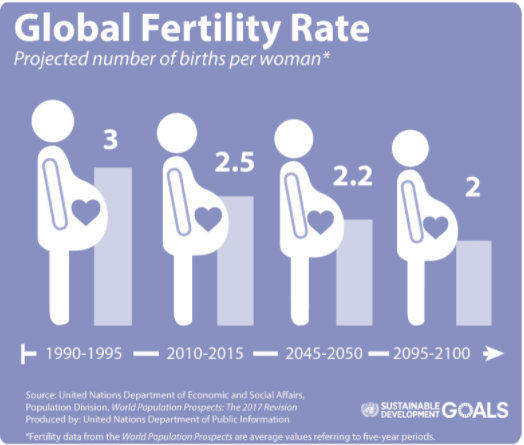 Global Fertility Rate
Projected number of births per woman*
3
2.5
2.2
2
1990-1995
2010-2015
2045-2050
2095-2100
Source: United Nations Department of Economic and Social Affairs,
Population Division, World Population Prospects: The 2017 Revision
Produced by: United Nations Department of Public Information
SUSTAINABLE
DEVELOPMENT
GOALS
*Fertility data from the World Population Prospects are average values referring to five-year periods.